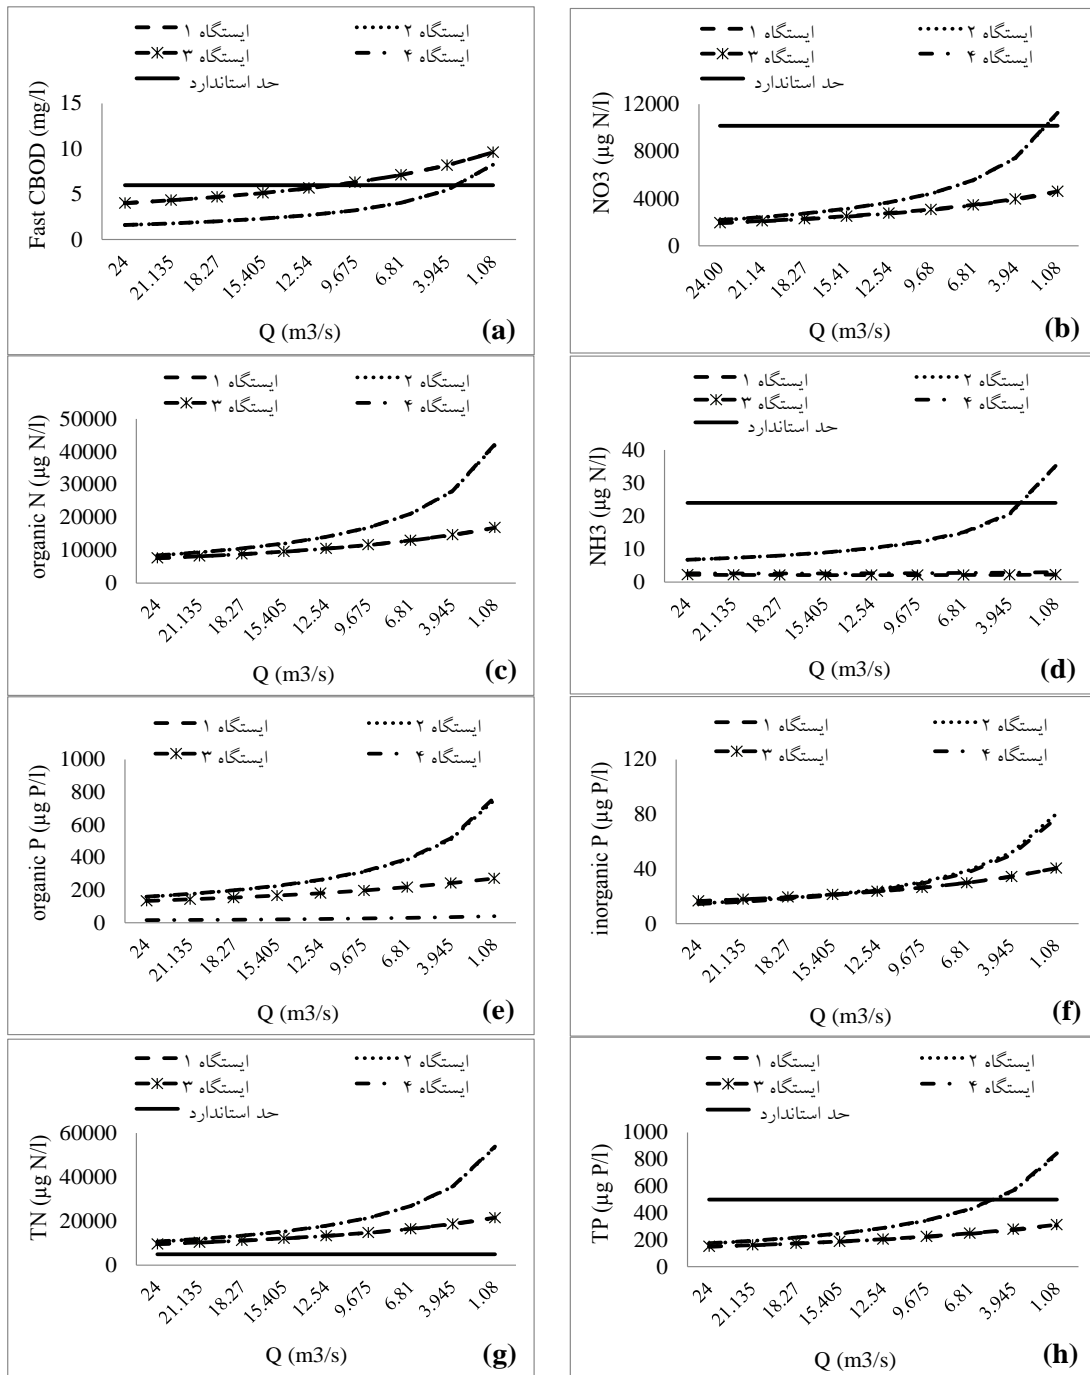 ایستگاه ۱ ایستگاه ۲
ایستگاه ۳ ایستگاه ۴
حد استاندارد
Fast CBOD (mg/l)
15
10
5
0
24 21.135 18.27 15.405 12.54 9.675 6.81 3.945 1.08
Q (m3/s)
(a)
ایستگاه ۱ ایستگاه ۲
ایستگاه ۳ ایستگاه ۴
حد استاندارد
NO3 (µg N/l)
12000
8000
4000
0
24.00 21.14 18.27 15.41 12.54 9.68 6.81 3.94 1.08
Q (m3/s)
(b)
ایستگاه ۱ ایستگاه ۲
ایستگاه ۳ ایستگاه ۴
organic N (µg N/l)
50000
40000
30000
20000
10000
0
24 21.135 18.27 15.405 12.54 9.675 6.81 3.945 1.08
Q (m3/s)
(c)
ایستگاه ۱ ایستگاه ۲
ایستگاه ۳ ایستگاه ۴
حد استاندارد
NH3 (µg N/l)
40
30
20
10
0
24 21.135 18.27 15.405 12.54 9.675 6.81 3.945 1.08
Q (m3/s)
(d)
ایستگاه ۱ ایستگاه ۲
ایستگاه ۳ ایستگاه ۴
organic P (µg P/l)
1000
800
600
400
200
0
24 21.135 18.27 15.405 12.54 9.675 6.81 3.945 1.08
Q (m3/s)
(e)
ایستگاه ۱ ایستگاه ۲
ایستگاه ۳ ایستگاه ۴
inorganic P (µg P/l)
120
80
40
0
24 21.135 18.27 15.405 12.54 9.675 6.81 3.945 1.08
Q (m3/s)
(f)
ایستگاه ۱ ایستگاه ۲
ایستگاه ۳ ایستگاه ۴
حد استاندارد
TN (µg N/l)
60000
40000
20000
0
24 21.135 18.27 15.405 12.54 9.675 6.81 3.945 1.08
Q (m3/s)
(g)
ایستگاه ۱ ایستگاه ۲
ایستگاه ۳ ایستگاه ۴
حد استاندارد
TP (µg P/l)
1000
800
600
400
200
0
24 21.135 18.27 15.405 12.54 9.675 6.81 3.945 1.08
Q (m3/s)
(h)